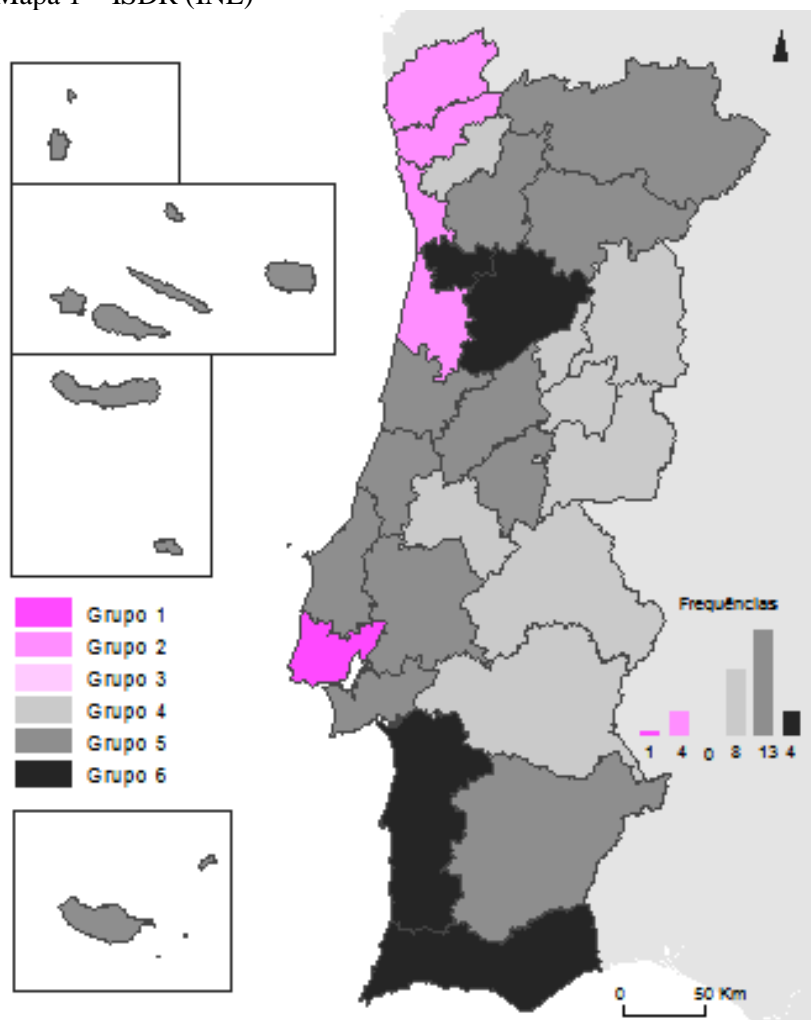 Mapa 1 – ISDR (INE)
Grupo 1
Grupo 2
Grupo 3
Grupo 4
Grupo 5
Grupo 6
Frequências
1 4 0 8 13 4
0 50 Km